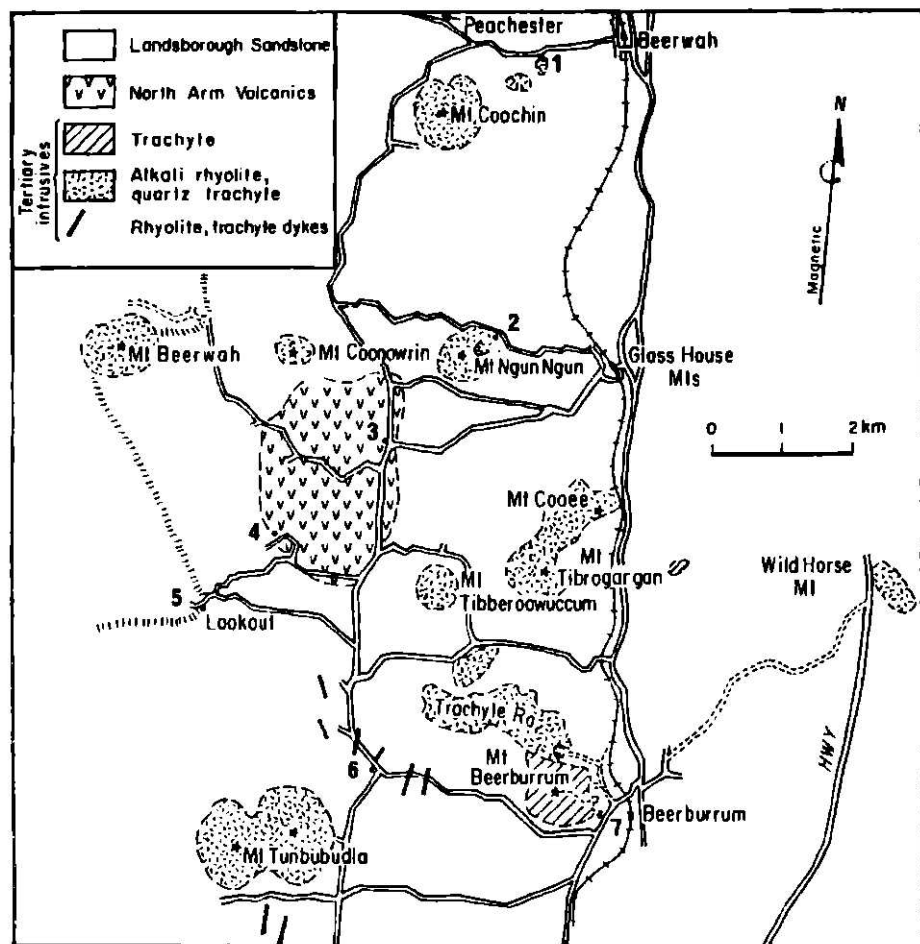 Landsborough Sandstone
North Arm Volcanics
Tertiary
intrusives
Trachyte
Alkali rhyolite,
quartz trachyte
Rhyolite, trachyte dykes
Peachester
Beerwah
1
Mt. Coochin
N
Magnetic
2
Mt Beerwah
Mt Coonowrin
Mt Ngun Ngun
Glass House
Mts
3
0 1 2 km
Mt Cooee
4
Mt
Tibrogargan
Wild Horse
Mt
Mt
Tibberoowuccum
5
Lookout
Trachyte Ra
6
Mt
Beerburrum
HWY
7
Beerburrum
Mt Tunbubudla